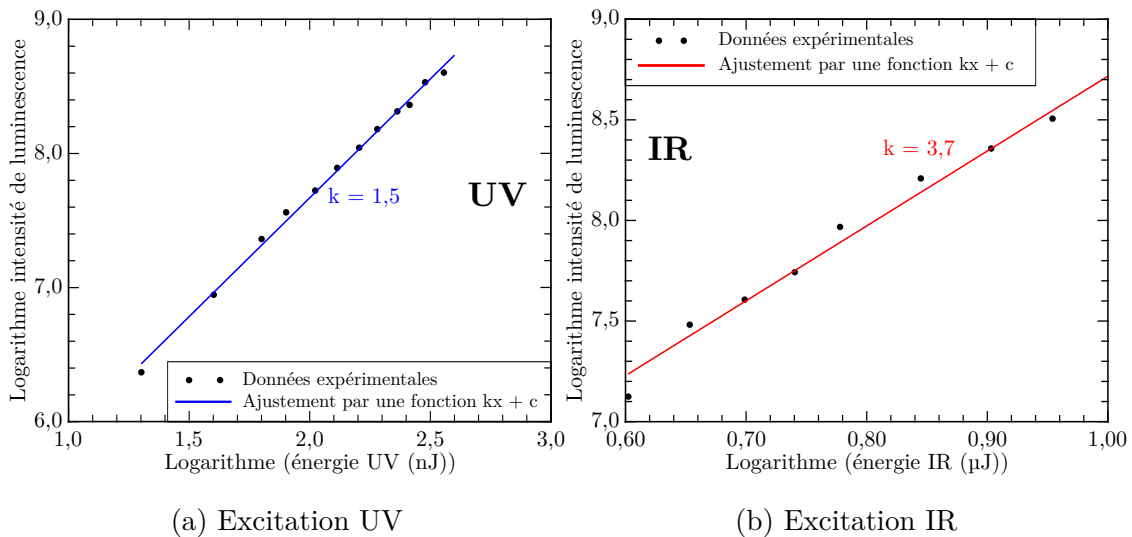 9,0
8,0
7,0
6,0
1,0
1,5
2,0
2,5
3,0
Logarithme intensité de luminescence
Logarithme (énergie UV (nJ))
k = 1,5
UV
Données expérimentales
Ajustement par une fonction kx + c
(a) Excitation UV
9,0
8,5
8,0
7,5
7,0
0,60
0,70
0,80
0,90
1,00
Logarithme intensité de luminescence
Logarithme (énergie IR (µJ))
Données expérimentales
Ajustement par une fonction kx + c
IR
k = 3,7
(b) Excitation IR